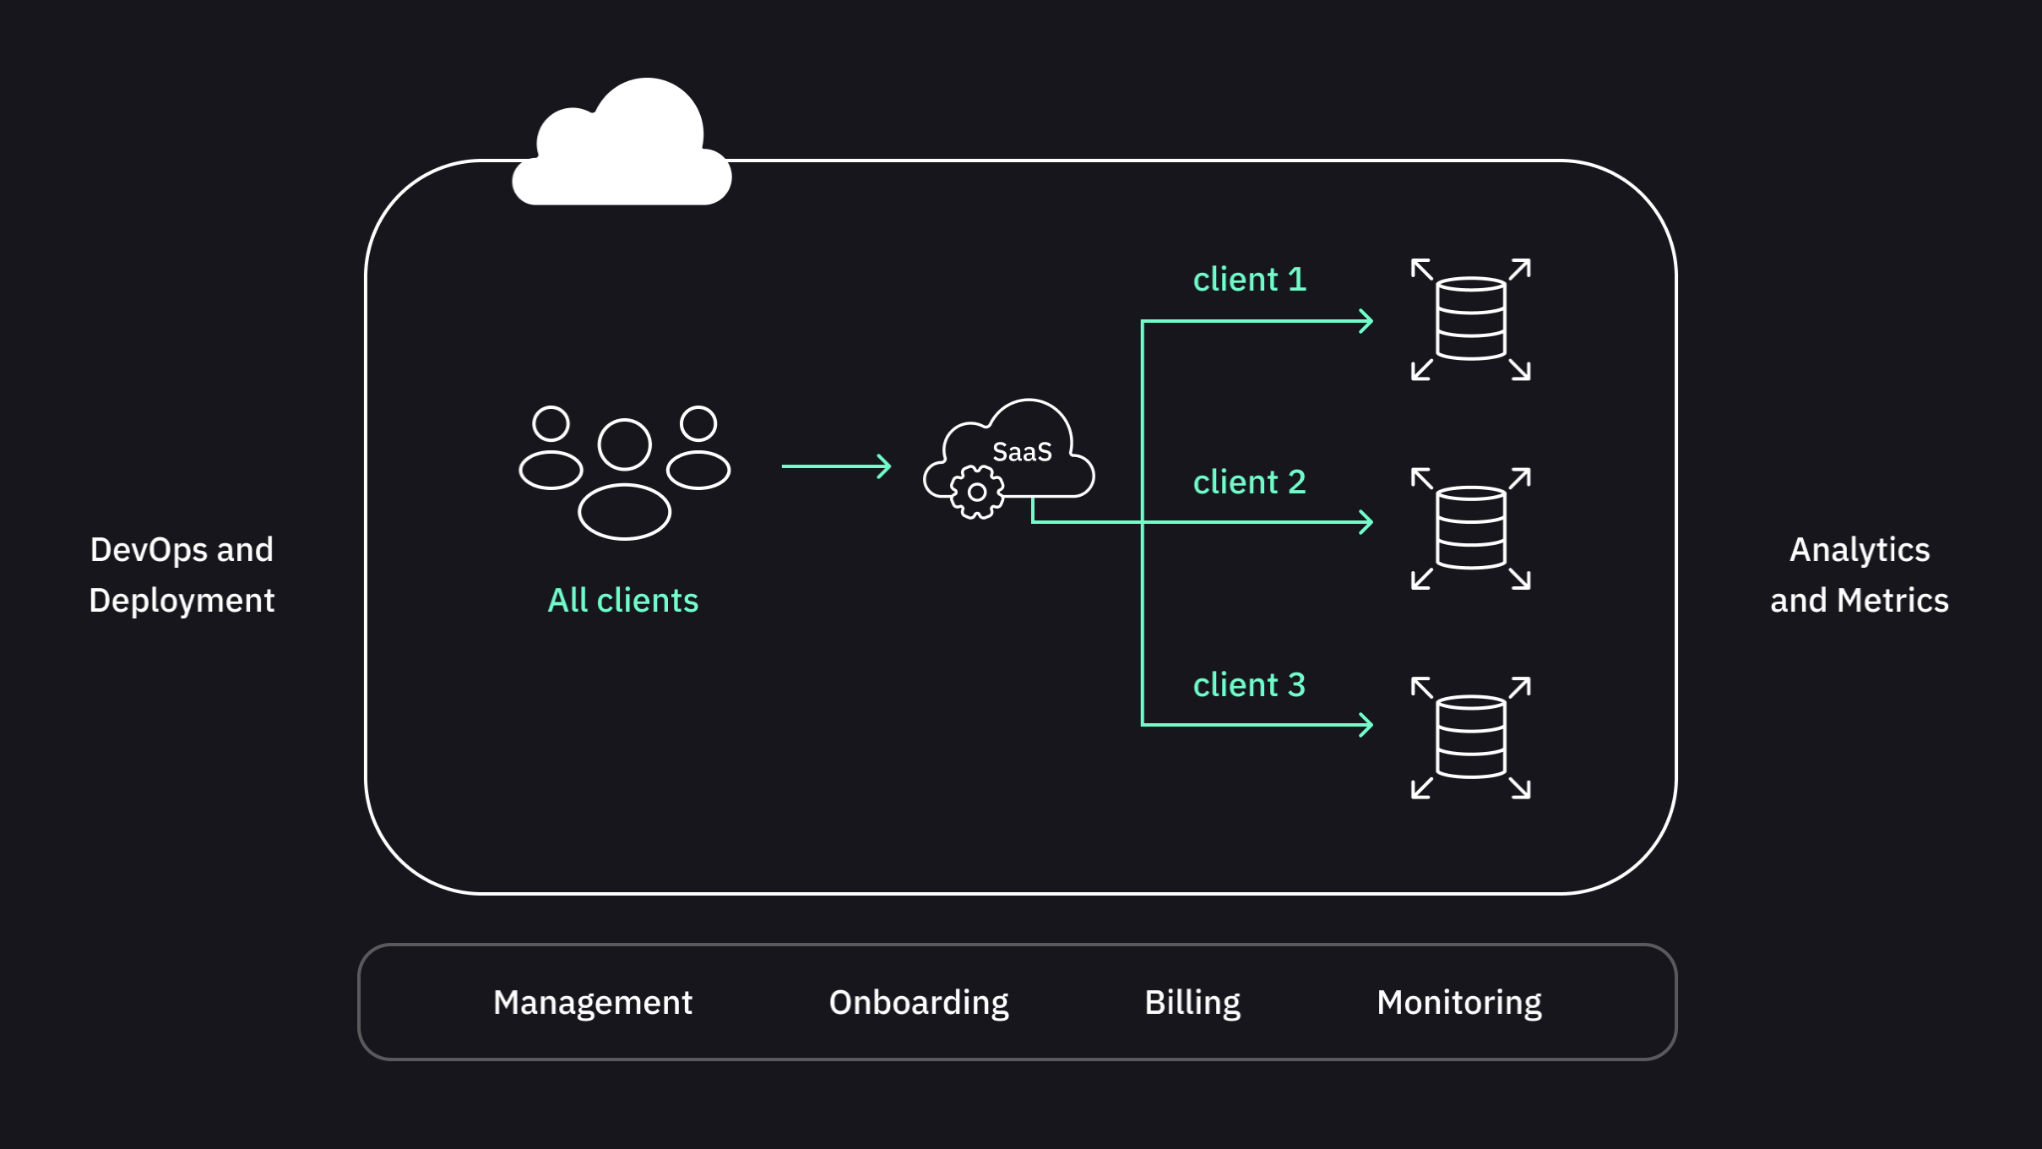 client 1
SaaS
client 2
DevOps and
Deployment
All clients
Analytics
and Metrics
client 3
Management
Onboarding
Billing
Monitoring